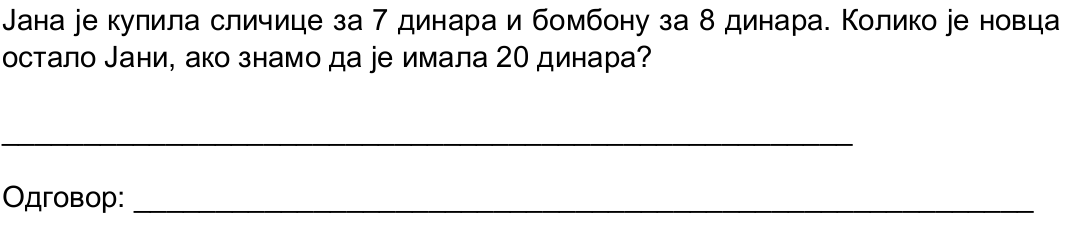 Јана је купила сличице за 7 динара и бомбону за 8 динара. Колико је новца
остало Јани, ако знамо да је имала 20 динара?
Одговор: